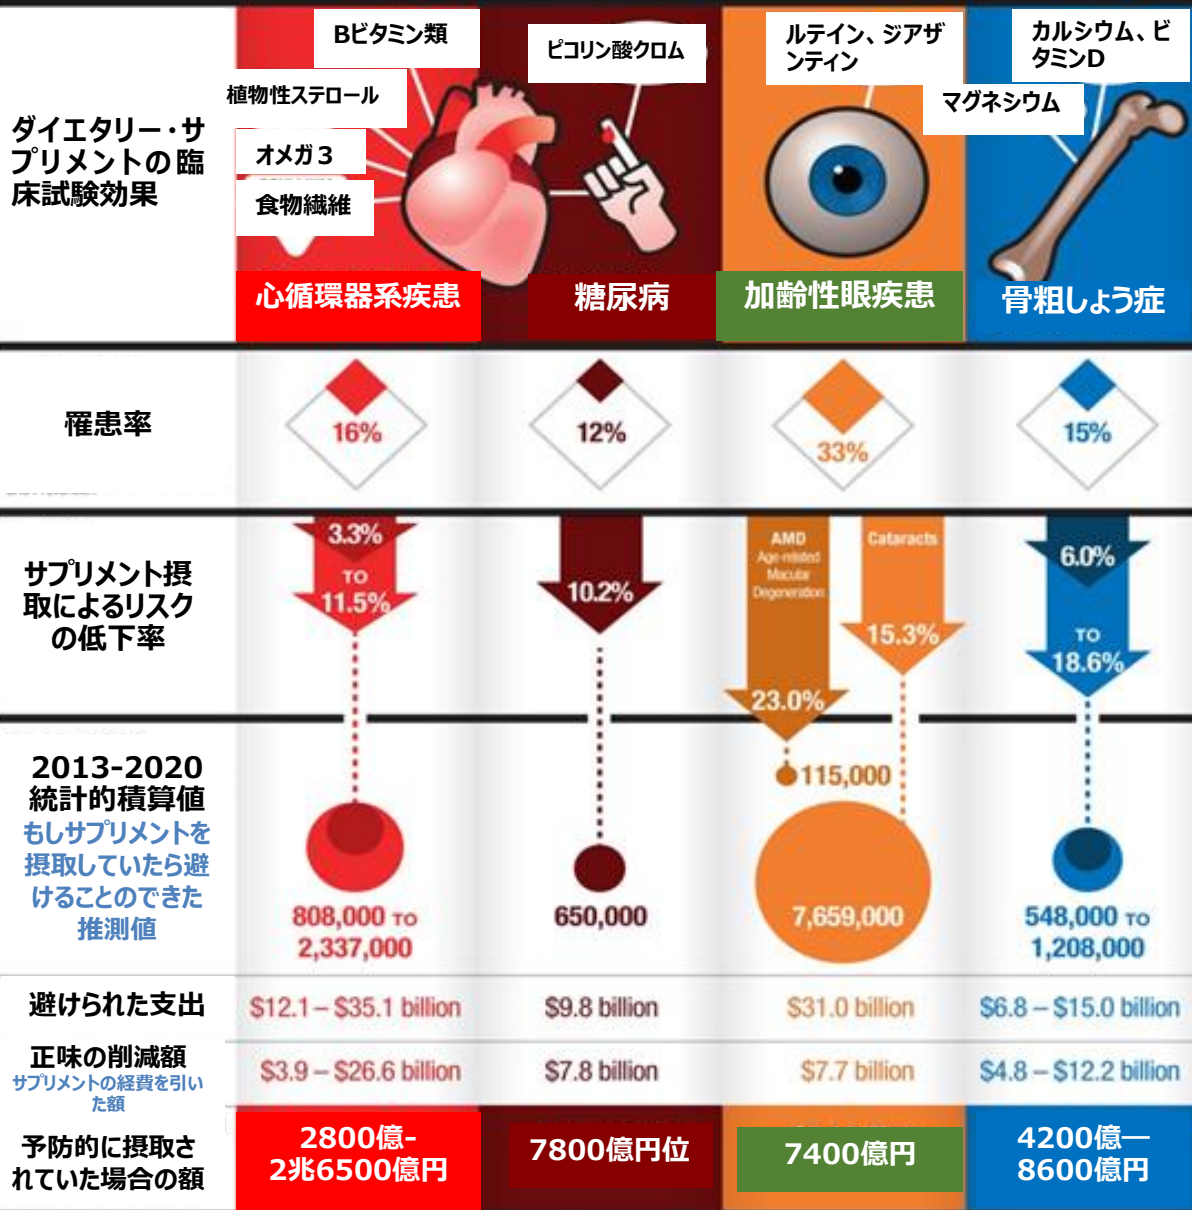 Bビタミン類
植物性ステロール
オメガ3
食物繊維
ピコリン酸クロム
ルテイン、ジアザ
ンティン
カルシウム、ビ
タミンD
マグネシウム
ダイエタリー・サ
プリメントの臨
床試験効果
心循環器系疾患
糖尿病
加齢性眼疾患
骨粗しょう症
罹患率
16%
12%
33%
15%
サプリメント摂
取によるリスク
の低下率
3.3%
TO
11.5%
10.2%
AMD
Age-related
Macular
Degeneration
23.0%
Cataracts
15.3%
6.0%
TO
18.6%
2013-2020
統計的積算値
もしサプリメントを
摂取していたら避
けることのできた
推測値
808,000 TO
2,337,000
650,000
115,000
7,659,000
548,000 TO
1,208,000
避けられた支出
$12.1 – $35.1 billion
$9.8 billion
$31.0 billion
$6.8 – $15.0 billion
正味の削減額
サプリメントの経費を引い
た額
$3.9 – $26.6 billion
$7.8 billion
$7.7 billion
$4.8 – $12.2 billion
予防的に摂取さ
れていた場合の額
2800億-
2兆6500億円
7800億円位
7400億円
4200億―
8600億円